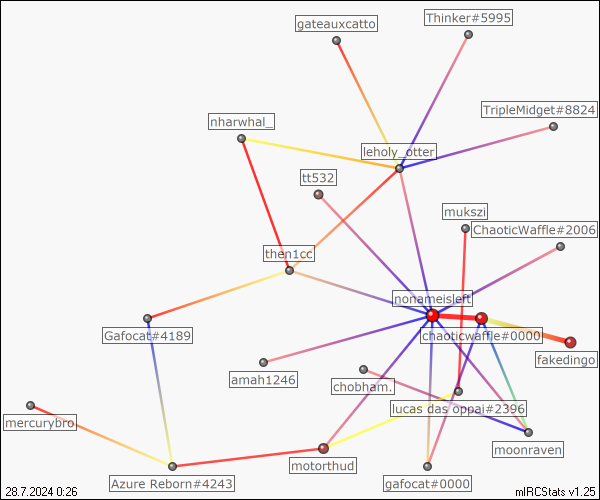 Thinker#5995
gateauxcatto
TripleMidget#8824
nharwhal_
leholy_otter
tt532
mukszi
ChaoticWaffle#2006
then1cc
nonameisleft
Gafocat#4189
chaoticwaffle#0000
fakedingo
amah1246
chobham.
lucas das oppai#2396
mercurybro
moonraven
motorthud
Azure Reborn#4243
gafocat#0000
28.7.2024 0:26
mIRCStats v1.25